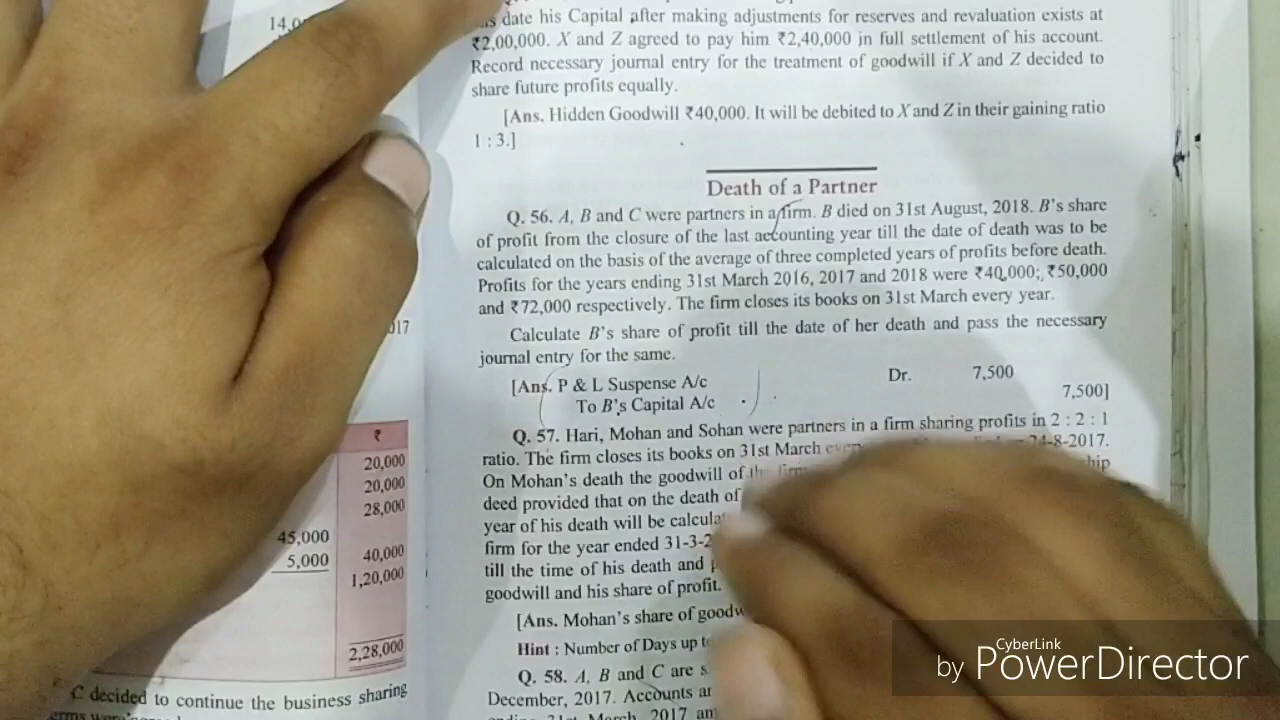 14,0
date his Capital after making adjustments for reserves and revaluation exists at
₹2,00,000. X and Z agreed to pay him ₹2,40,000 in full settlement of his account.
Record necessary journal entry for the treatment of goodwill if X and Z decided to
share future profits equally.
[Ans. Hidden Goodwill ₹40,000. It will be debited to X and Z in their gaining ratio
1 : 3.]
Death of a Partner
Q. 56. A, B and C were partners in a firm. B died on 31st August, 2018. B's share
of profit from the closure of the last accounting year till the date of death was to be
calculated on the basis of the average of three completed years of profits before death.
Profits for the years ending 31st March 2016, 2017 and 2018 were ₹40,000:, ₹50,000
and ₹72,000 respectively. The firm closes its books on 31st March every year.
Calculate B's share of profit till the date of her death and pass the necessary
journal entry for the same.
[Ans. P & L Suspense A/c Dr. 7,500
To B's Capital A/c 7,500]
Q. 57. Hari, Mohan and Sohan were partners in a firm sharing profits in 2 : 2 : 1
ratio. The firm closes its books on 31st March every 24-8-2017.
On Mohan's death the goodwill of the firm
deed provided that on the death of
year of his death will be
firm for the year ended 31-3-2
till the time of his death and
goodwill and his share of profit.
[Ans. Mohan's share of
Hint : Number of Days up
Q. 58. A, B and C are
December, 2017. Accounts
31st March, 2017
017
₹
20,000
20,000
28,000
45,000
5,000 40,000
1,20,000
2,28,000
C decided to continue the business sharing
by CyberLink PowerDirector